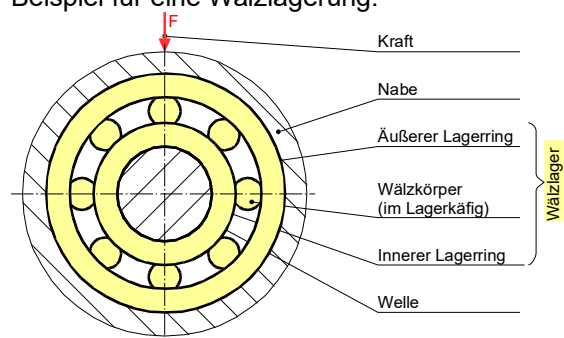 Beispiel für eine Wälzlagerung:
F
Kraft
Nabe
Äußerer Lagerring
Wälzkörper
(im Lagerkäfig)
Innerer Lagerring
Welle
Wälzlager